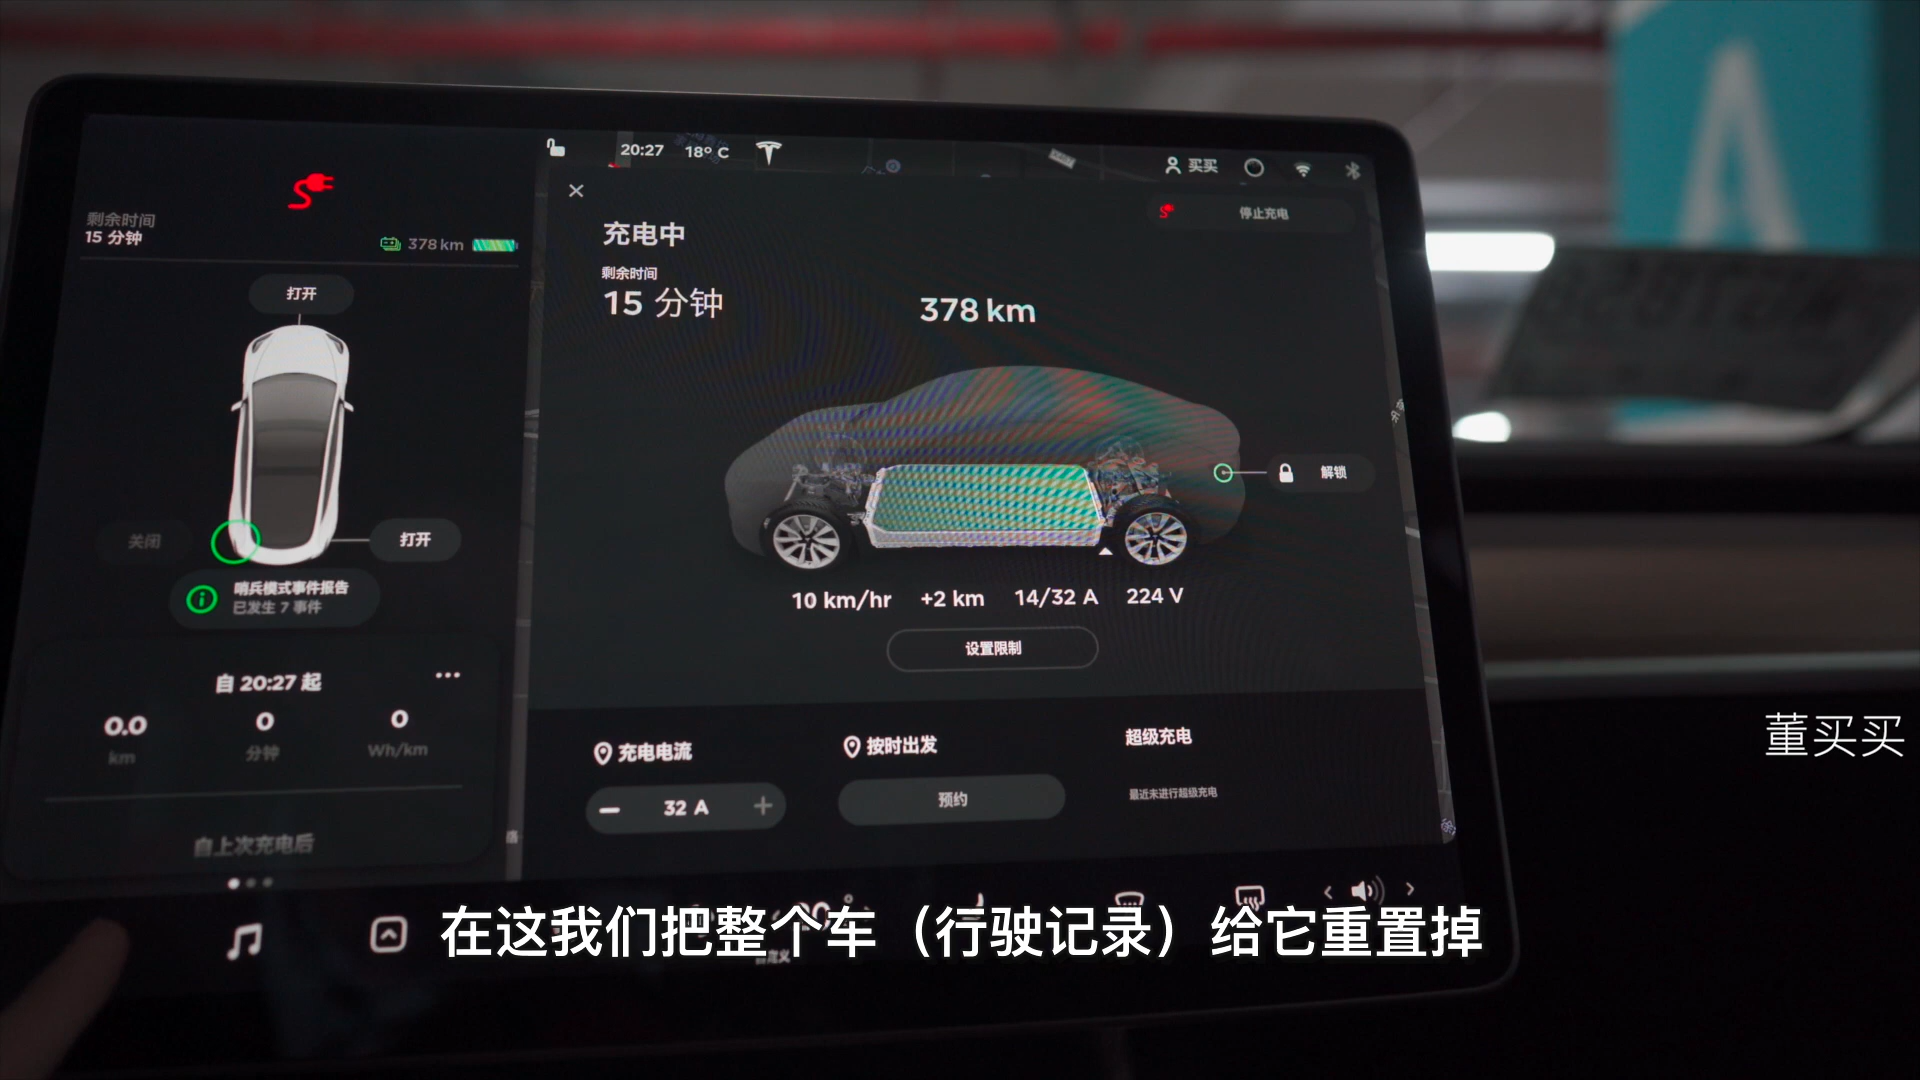 A
20:27
18° C
买买
剩余时间
15 分钟
378 km
停止充电
充电中
剩余时间
15 分钟
378 km
打开
解锁
关闭
打开
哨兵模式事件报告
已发生 7 事件
10 km/hr
+2 km
14/32 A
224 V
设置限制
自 20:27 起
0.0
0
0
km
分钟
Wh/km
充电电流
按时出发
超级充电
32 A
预约
最近未进行超级充电
自上次充电后
董买买
在这我们把整个车（行驶记录）给它重置掉